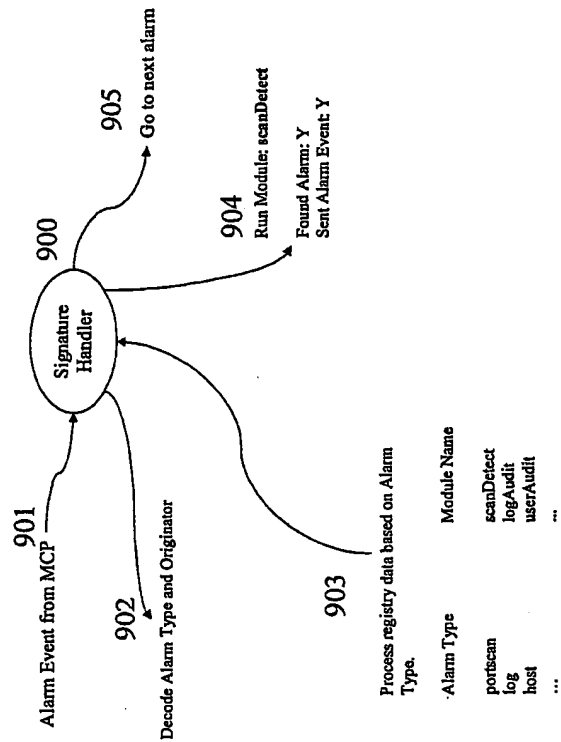 901
Alarm Event from MCP
Signature
Handler
900
905
Go to next alarm
902
Decode Alarm Type and Originator
904
Run Module: scanDetect
Found Alarm: Y
Sent Alarm Event: Y
903
Process registry data based on Alarm
Type.
Alarm Type Module Name
portscan scanDetect
log logAudit
host userAudit
... ...